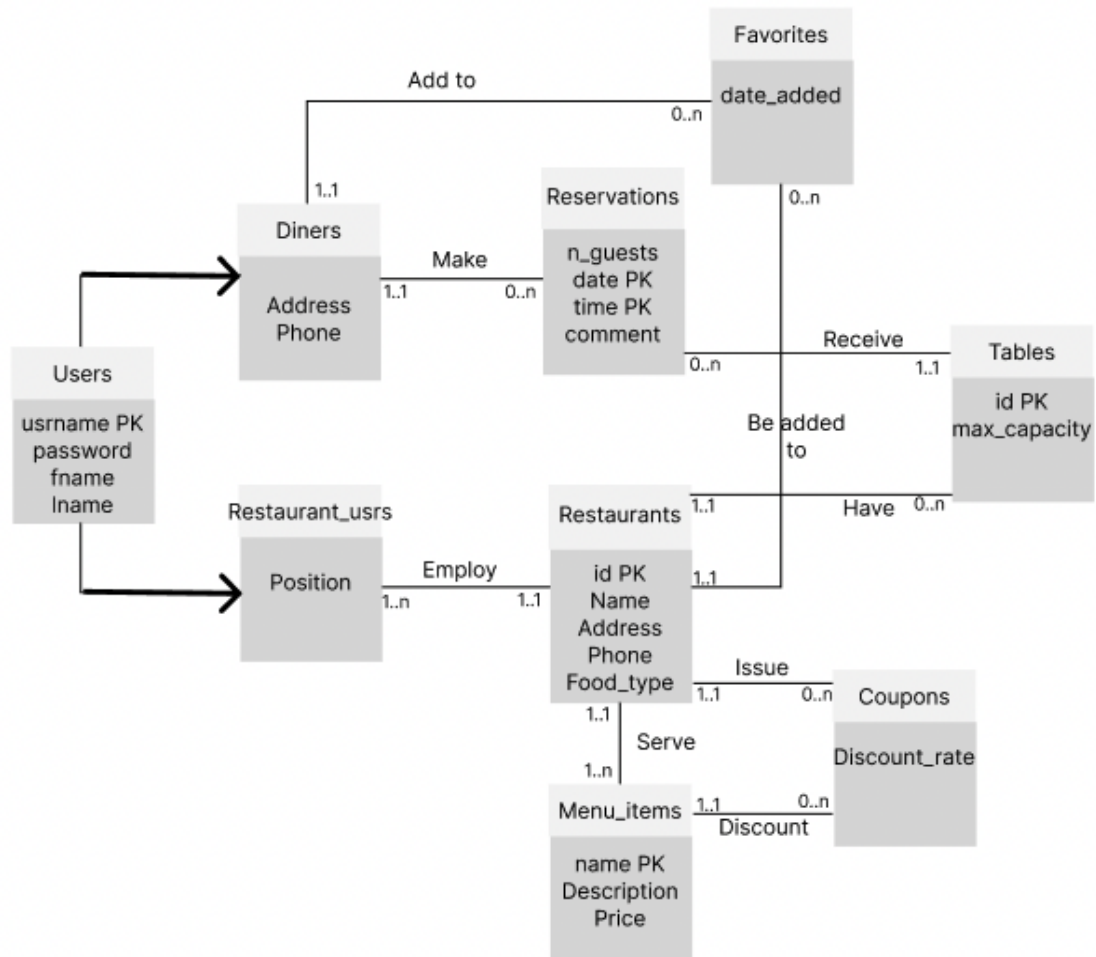 Favorites
date_added
Add to
0..n
1..1
0..n
Reservations
n_guests
date PK
time PK
comment
Diners
Address
Phone
Make
1..1
0..n
Receive
0..n
1..1
Tables
id PK
max_capacity
Users
usrname PK
password
fname
lname
Be added
to
Restaurant_usrs
Position
Employ
1..n
1..1
Restaurants
id PK
Name
Address
Phone
Food_type
1..1
Have
0..n
1..1
Issue
1..1
0..n
Coupons
Discount_rate
1..1
Serve
1..n
Menu_items
name PK
Description
Price
1..1
0..n
Discount